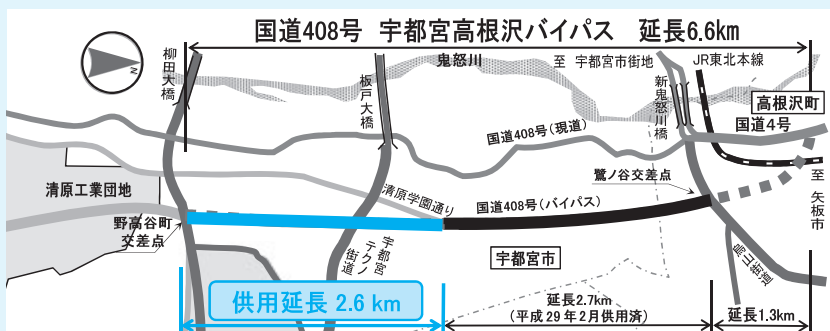 国道408号 宇都宮高根沢バイパス 延長6.6km
N
柳田大橋
板戸大橋
鬼怒川
至 宇都宮市街地
新鬼怒川橋
JR東北本線
高根沢町
国道4号
国道408号(現道)
清原工業団地
清原学園通り
鷺ノ谷交差点
至 矢板市
国道408号(バイパス)
野高谷町
交差点
宇都宮
テクノ
街道
宇都宮市
烏山街道
供用延長 2.6 km
延長2.7km
(平成29年2月供用済)
延長1.3km